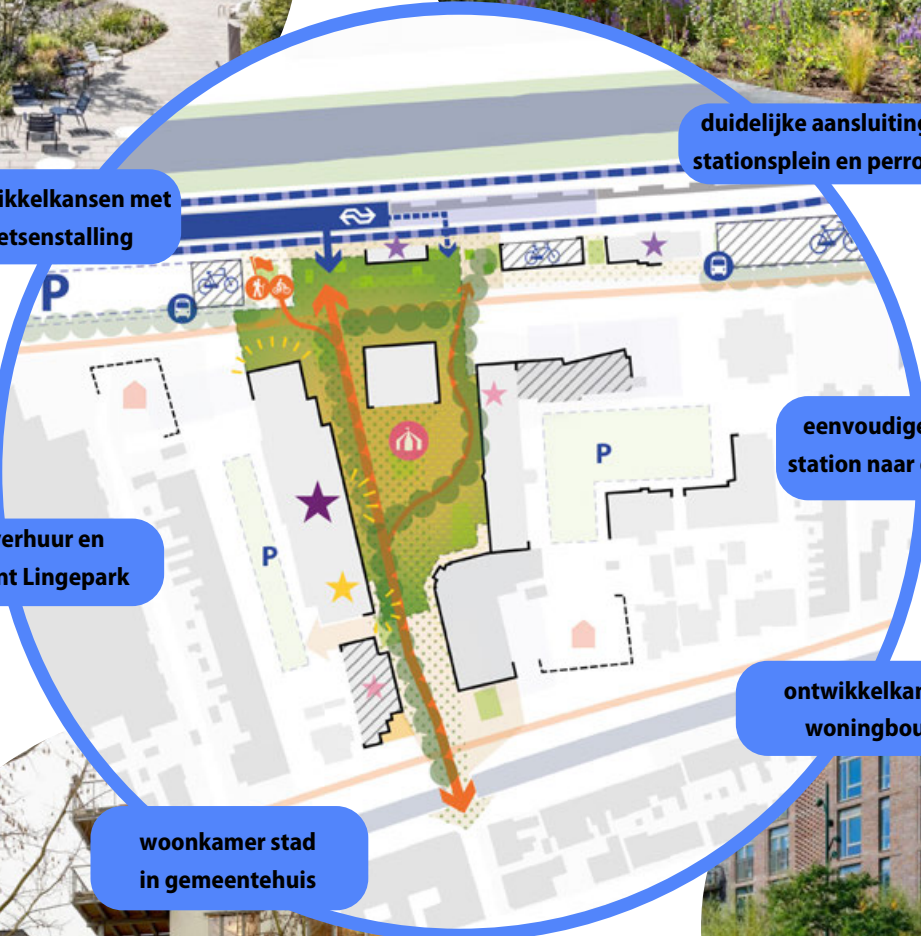 duidelijke aansluiting
stationsplein en perro
ikkelkansen met
etsenstalling
P
eenvoudige
station naar
P
verhuur en
nt Lingepark
P
ontwikkelkan
woningbou
woonkamer stad
in gemeentehuis